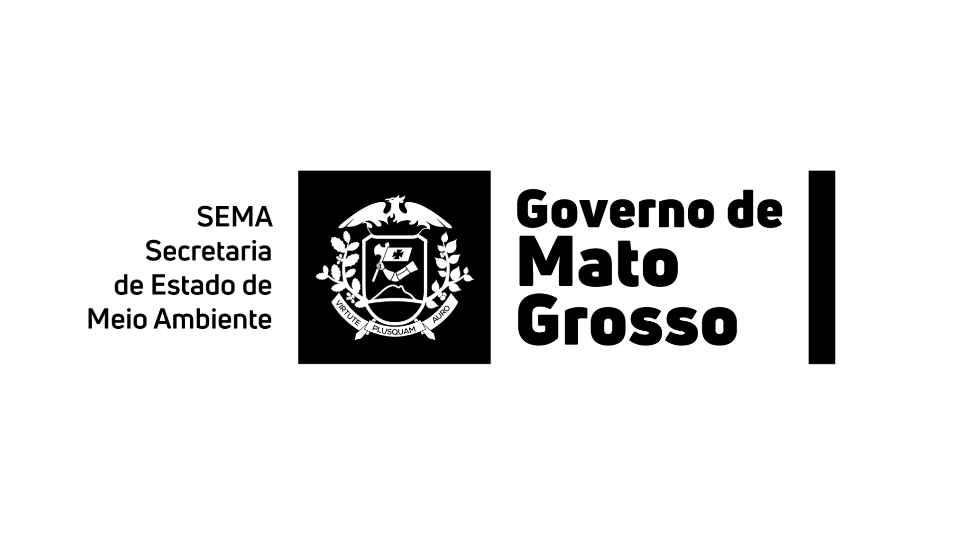 SEMA
Secretaria
de Estado de
Meio Ambiente
VIRTUTE PLUSQUAM AURO
Governo de
Mato
Grosso